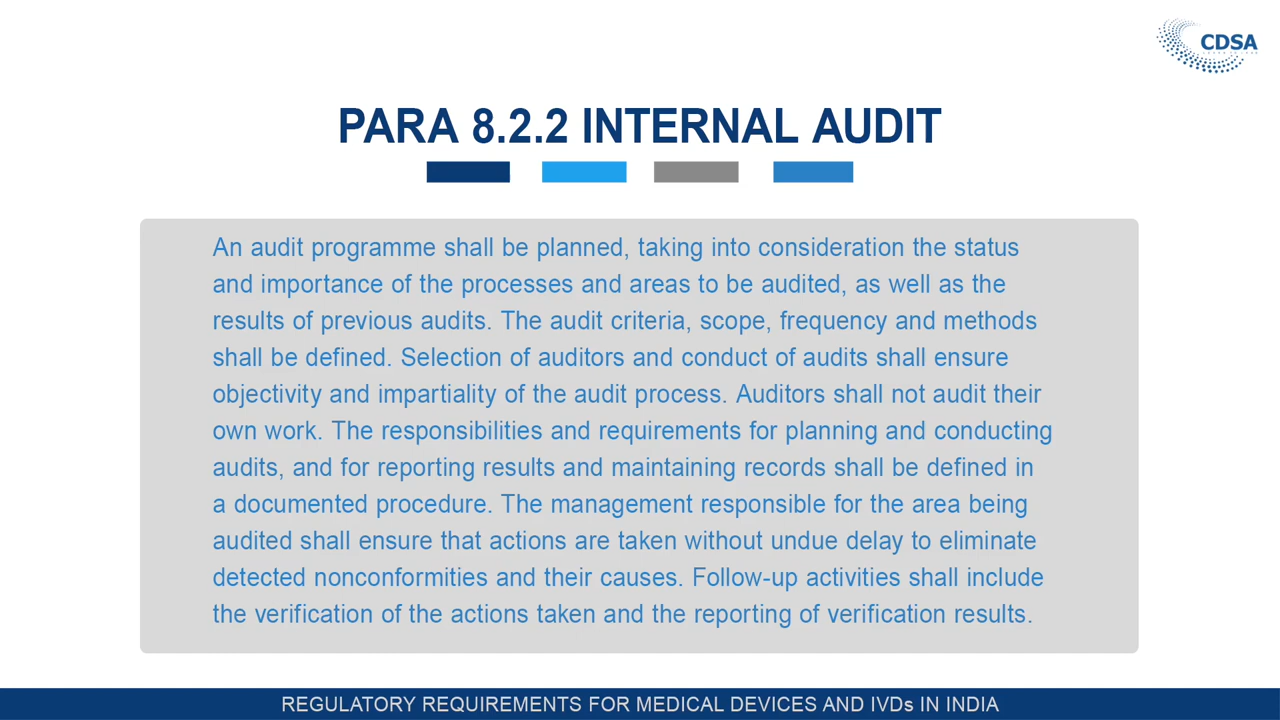 CDSA
PARA 8.2.2 INTERNAL AUDIT
An audit programme shall be planned, taking into consideration the status
and importance of the processes and areas to be audited, as well as the
results of previous audits. The audit criteria, scope, frequency and methods
shall be defined. Selection of auditors and conduct of audits shall ensure
objectivity and impartiality of the audit process. Auditors shall not audit their
own work. The responsibilities and requirements for planning and conducting
audits, and for reporting results and maintaining records shall be defined in
a documented procedure. The management responsible for the area being
audited shall ensure that actions are taken without undue delay to eliminate
detected nonconformities and their causes. Follow-up activities shall include
the verification of the actions taken and the reporting of verification results.
REGULATORY REQUIREMENTS FOR MEDICAL DEVICES AND IVDs IN INDIA